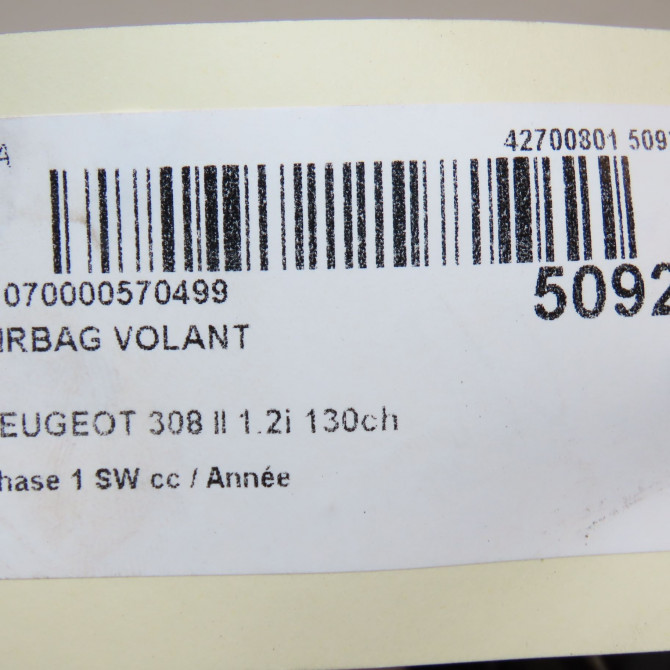 A
42700801 509
070000570499
5092
IRBAG VOLANT
EUGEOT 308 II 1.2i 130ch
hase 1 SW cc / Année